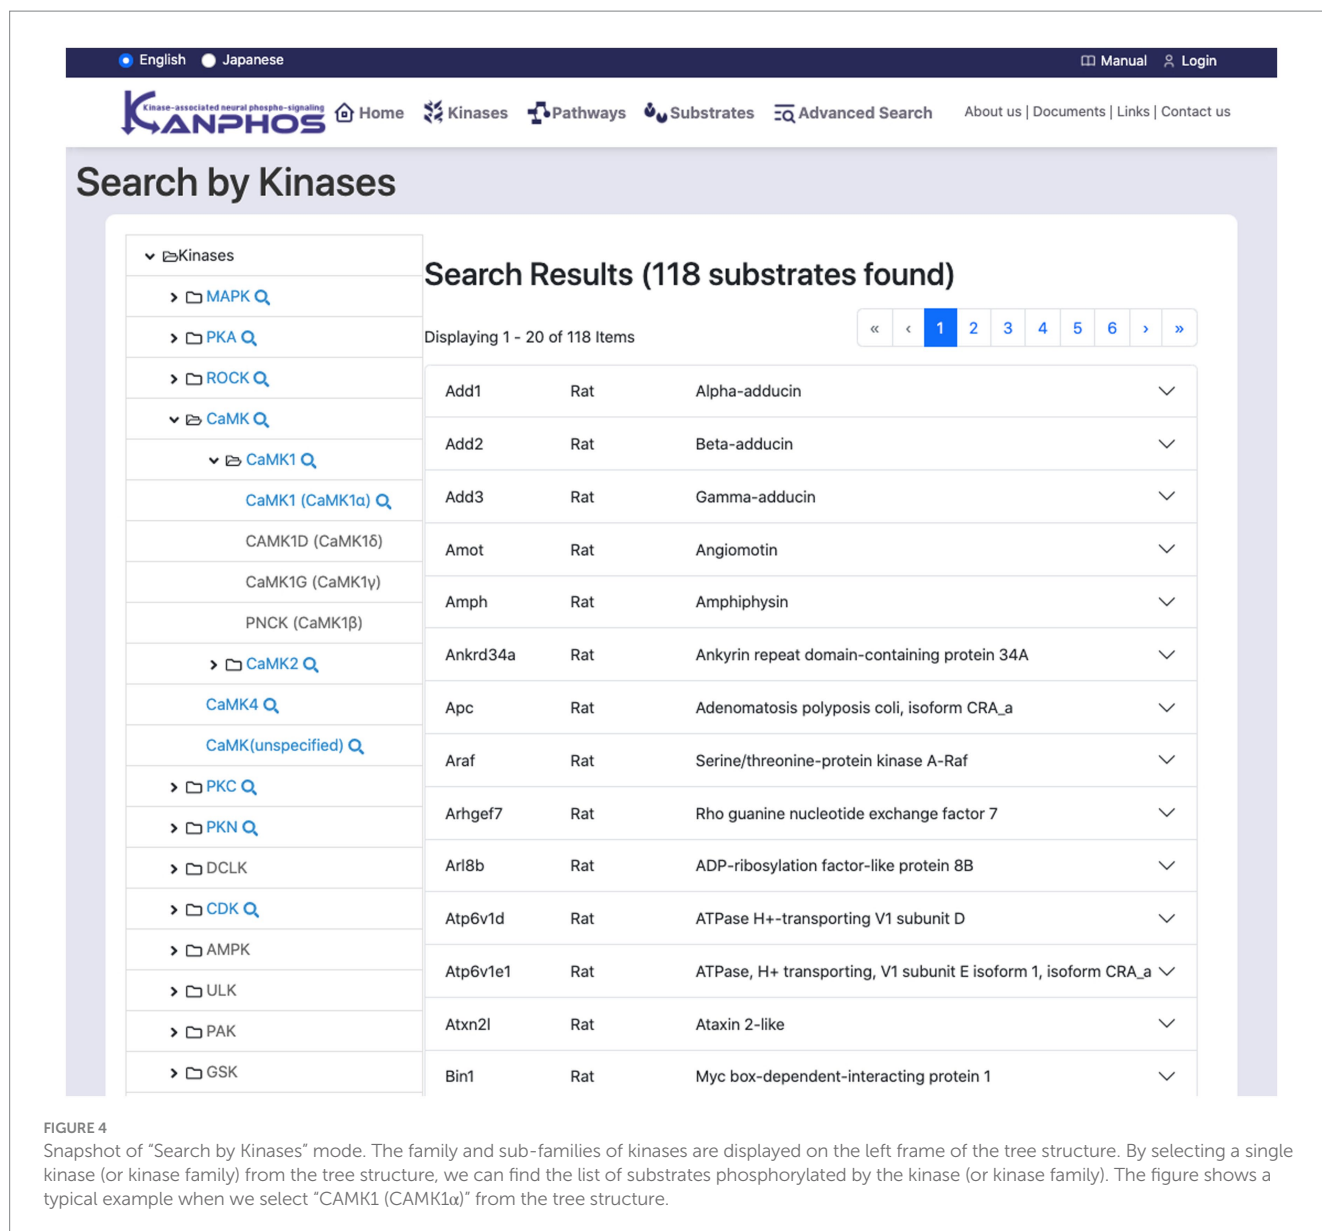 English Japanese Manual Login
Kinase-associated neural phospho-signaling
KANPHOS Home Kinases Pathways Substrates Advanced Search About us | Documents | Links | Contact us
Search by Kinases
Kinases
MAPK
PKA
ROCK
CaMK
CaMK1
CaMK1 (CaMK1α)
CAMK1D (CaMK1δ)
CaMK1G (CaMK1γ)
PNCK (CaMK1β)
CaMK2
CaMK4
CaMK(unspecified)
PKC
PKN
DCLK
CDK
AMPK
ULK
PAK
GSK
Search Results (118 substrates found)
Displaying 1 - 20 of 118 Items « ‹ 1 2 3 4 5 6 › »
Add1 Rat Alpha-adducin
Add2 Rat Beta-adducin
Add3 Rat Gamma-adducin
Amot Rat Angiomotin
Amph Rat Amphiphysin
Ankrd34a Rat Ankyrin repeat domain-containing protein 34A
Apc Rat Adenomatosis polyposis coli, isoform CRA_a
Araf Rat Serine/threonine-protein kinase A-Raf
Arhgef7 Rat Rho guanine nucleotide exchange factor 7
Arl8b Rat ADP-ribosylation factor-like protein 8B
Atp6v1d Rat ATPase H+-transporting V1 subunit D
Atp6v1e1 Rat ATPase, H+ transporting, V1 subunit E isoform 1, isoform CRA_a
Atxn2l Rat Ataxin 2-like
Bin1 Rat Myc box-dependent-interacting protein 1
FIGURE 4
Snapshot of “Search by Kinases” mode. The family and sub-families of kinases are displayed on the left frame of the tree structure. By selecting a single
kinase (or kinase family) from the tree structure, we can find the list of substrates phosphorylated by the kinase (or kinase family). The figure shows a
typical example when we select “CAMK1 (CAMK1α)” from the tree structure.